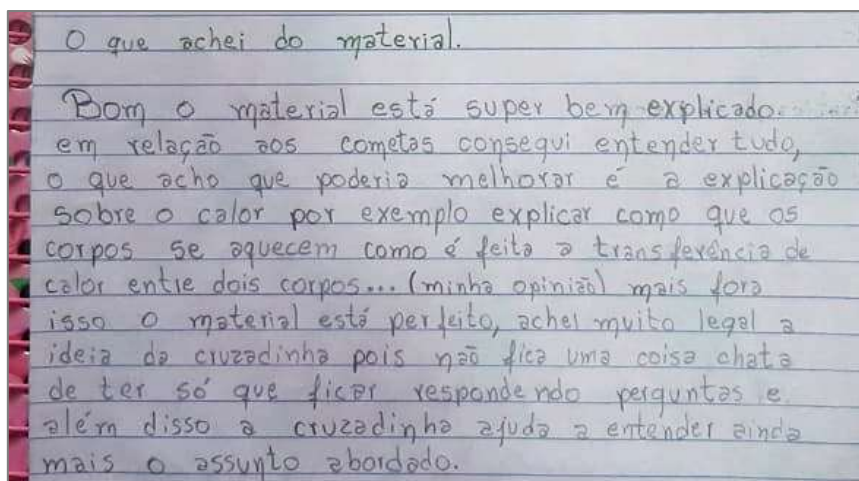 O que achei do material.
Bom o material está super bem explicado
em relação aos cometas consegui entender tudo,
o que acho que poderia melhorar é a explicação
sobre o calor por exemplo explicar como que os
corpos se aquecem como é feita a transferência de
calor entre dois corpos... (minha opinião) mais fora
isso o material está perfeito, achei muito legal a
ideia da cruzadinha pois não fica uma coisa chata
de ter só que ficar respondendo perguntas e
além disso a cruzadinha ajuda a entender ainda
mais o assunto abordado.